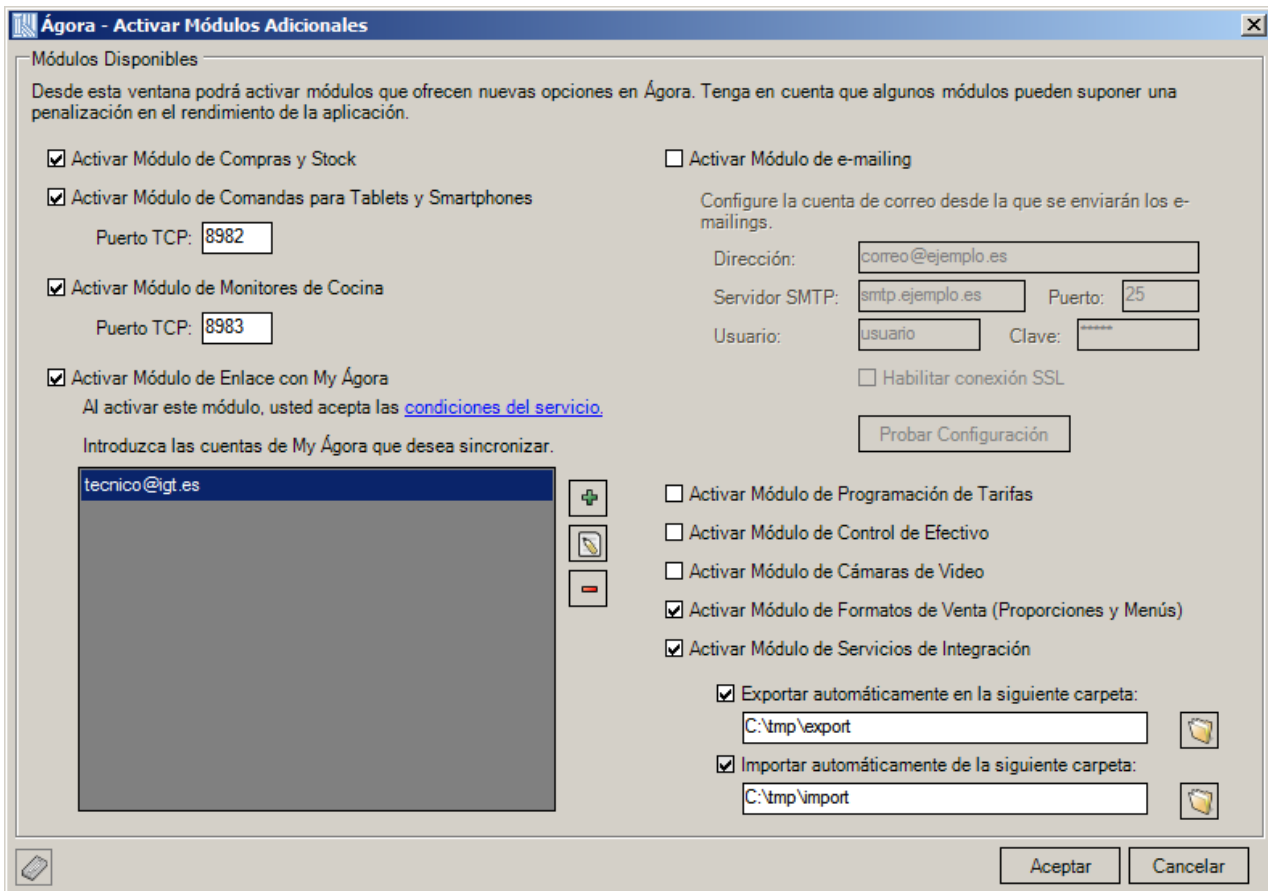 Ágora - Activar Módulos Adicionales
Módulos Disponibles
Desde esta ventana podrá activar módulos que ofrecen nuevas opciones en Ágora. Tenga en cuenta que algunos módulos pueden suponer una
penalización en el rendimiento de la aplicación.
Activar Módulo de Compras y Stock
Activar Módulo de Comandas para Tablets y Smartphones
Puerto TCP: 8982
Activar Módulo de Monitores de Cocina
Puerto TCP: 8983
Activar Módulo de Enlace con My Ágora
Al activar este módulo, usted acepta las condiciones del servicio.
Introduzca las cuentas de My Ágora que desea sincronizar.
tecnico@igt.es
Activar Módulo de e-mailing
Configure la cuenta de correo desde la que se enviarán los e-
mailings.
Dirección: correo@ejemplo.es
Servidor SMTP: smtp.ejemplo.es Puerto: 25
Usuario: usuario Clave: *****
Habilitar conexión SSL
Probar Configuración
Activar Módulo de Programación de Tarifas
Activar Módulo de Control de Efectivo
Activar Módulo de Cámaras de Video
Activar Módulo de Formatos de Venta (Proporciones y Menús)
Activar Módulo de Servicios de Integración
Exportar automáticamente en la siguiente carpeta:
C:\tmp\export
Importar automáticamente de la siguiente carpeta:
C:\tmp\import
Aceptar Cancelar